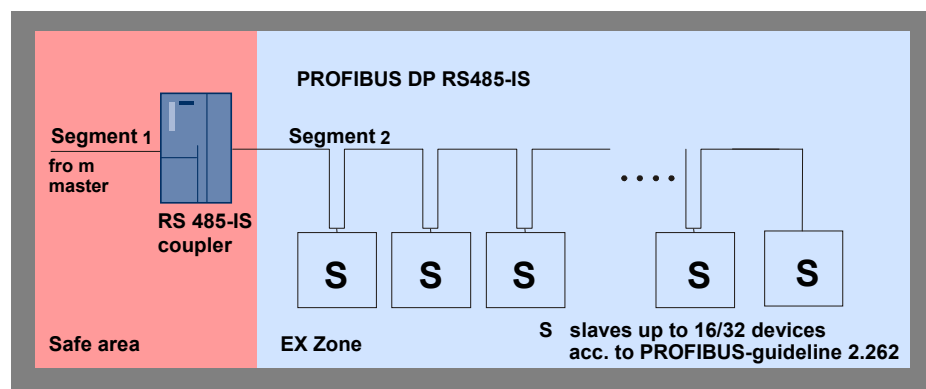 PROFIBUS DP RS485-IS
Segment 1
Segment 2
fro m
master
RS 485-IS
coupler
S
S
S
S
S
S slaves up to 16/32 devices
acc. to PROFIBUS-guideline 2.262
Safe area
EX Zone